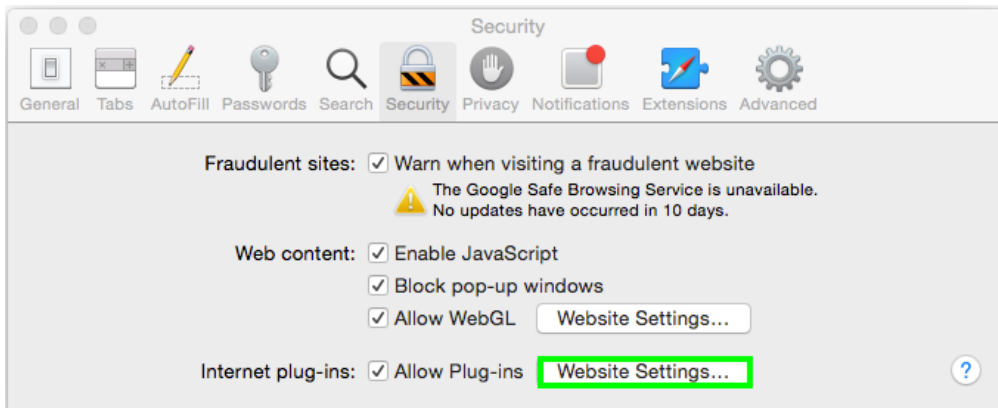 Security
General Tabs AutoFill Passwords Search Security Privacy Notifications Extensions Advanced
Fraudulent sites: Warn when visiting a fraudulent website
The Google Safe Browsing Service is unavailable.
No updates have occurred in 10 days.
Web content: Enable JavaScript
Block pop-up windows
Allow WebGL Website Settings...
Internet plug-ins: Allow Plug-ins Website Settings... ?